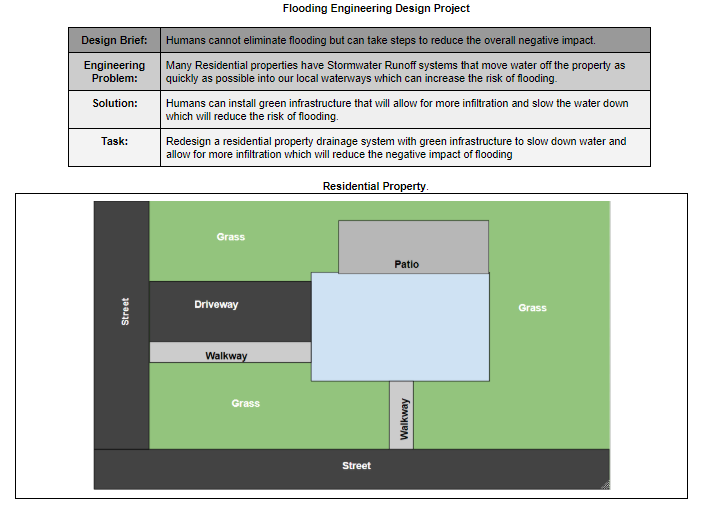 Flooding Engineering Design Project
Design Brief: Humans cannot eliminate flooding but can take steps to reduce the overall negative impact.
Engineering Problem: Many Residential properties have Stormwater Runoff systems that move water off the property as
quickly as possible into our local waterways which can increase the risk of flooding.
Solution: Humans can install green infrastructure that will allow for more infiltration and slow the water down
which will reduce the risk of flooding.
Task: Redesign a residential property drainage system with green infrastructure to slow down water and
allow for more infiltration which will reduce the negative impact of flooding
Residential Property.
Grass
Patio
Street
Driveway
Grass
Walkway
Grass
Walkway
Street